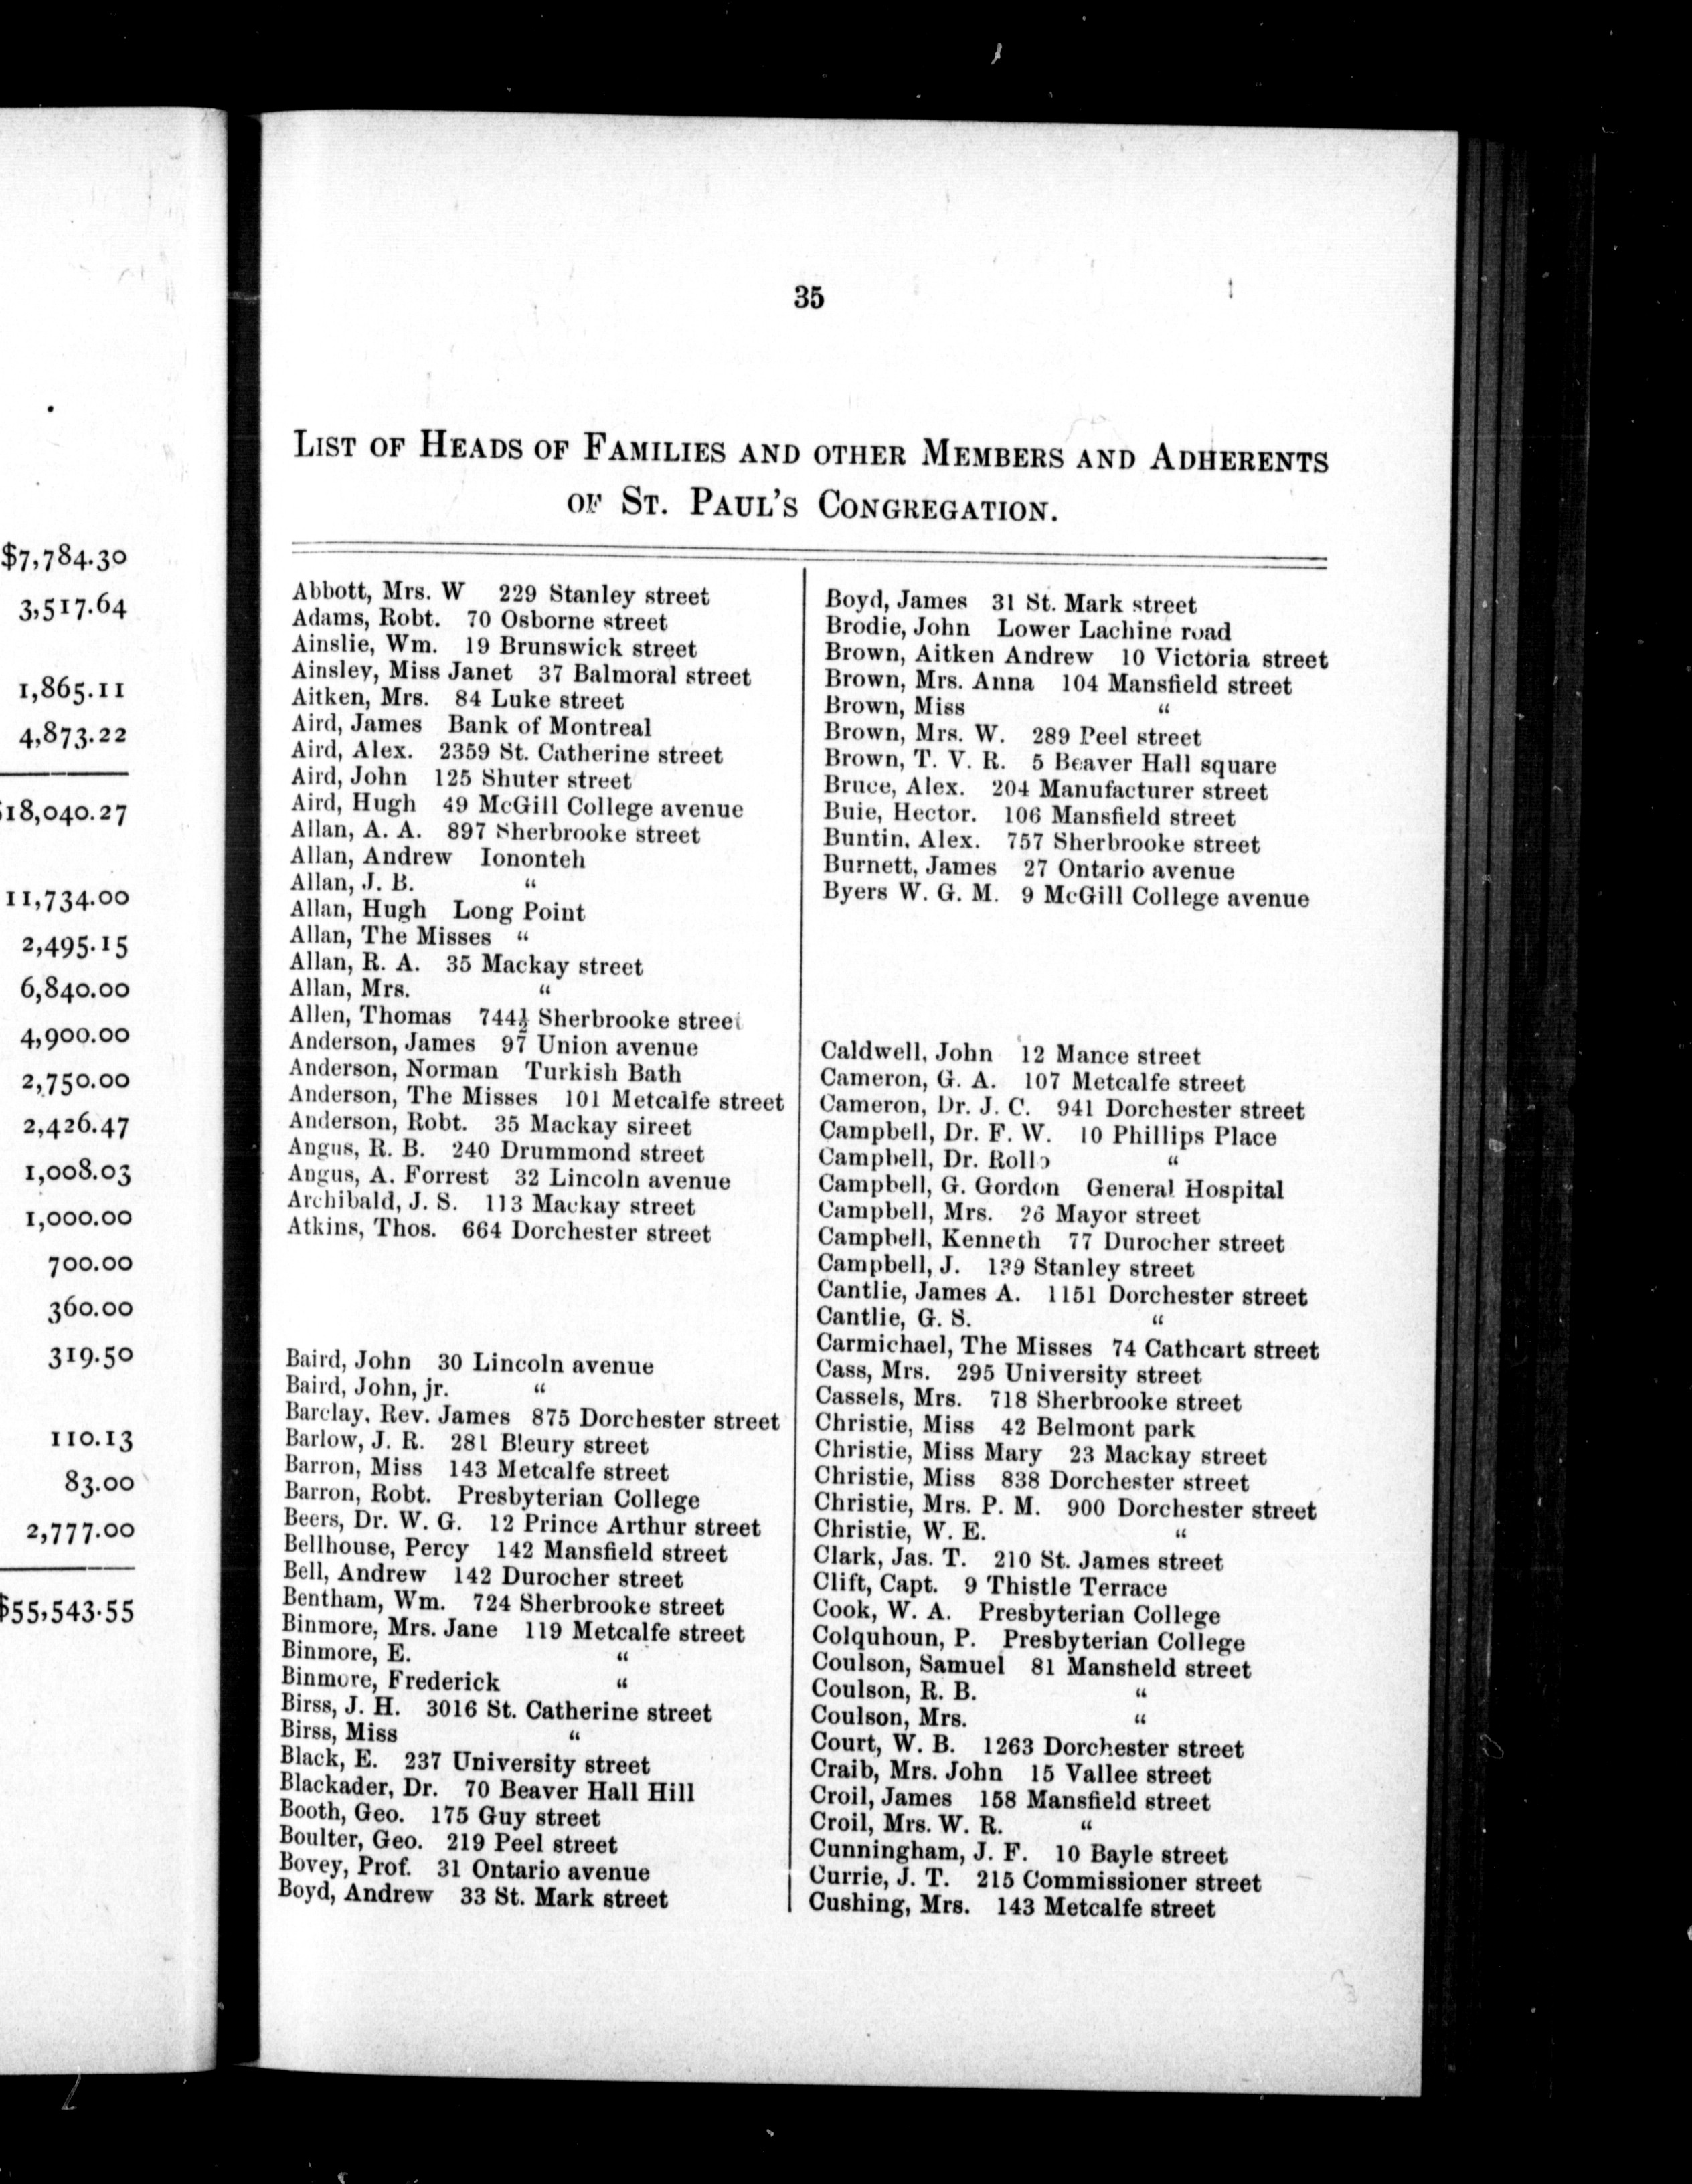 $7,784.30
3,517.64
1,865.11
4,873.22
18,040.27
11,734.00
2,495.15
6,840.00
4,900.00
2,750.00
2,426.47
1,008.03
1,000.00
700.00
360.00
319.50
110.13
83.00
2,777.00
$55,543.55
35
List of Heads of Families and other Members and Adherents
of St. Paul's Congregation.
Abbott, Mrs. W 229 Stanley street
Adams, Robt. 70 Osborne street
Ainslie, Wm. 19 Brunswick street
Ainsley, Miss Janet 37 Balmoral street
Aitken, Mrs. 84 Luke street
Aird, James Bank of Montreal
Aird, Alex. 2359 St. Catherine street
Aird, John 125 Shuter street
Aird, Hugh 49 McGill College avenue
Allan, A. A. 897 Sherbrooke street
Allan, Andrew Iononteh
Allan, J. B. “
Allan, Hugh Long Point
Allan, The Misses “
Allan, R. A. 35 Mackay street
Allan, Mrs. “
Allen, Thomas 744½ Sherbrooke street
Anderson, James 97 Union avenue
Anderson, Norman Turkish Bath
Anderson, The Misses 101 Metcalfe street
Anderson, Robt. 35 Mackay sireet
Angus, R. B. 240 Drummond street
Angus, A. Forrest 32 Lincoln avenue
Archibald, J. S. 113 Mackay street
Atkins, Thos. 664 Dorchester street
Baird, John 30 Lincoln avenue
Baird, John, jr. “
Barclay, Rev. James 875 Dorchester street
Barlow, J. R. 281 Bleury street
Barron, Miss 143 Metcalfe street
Barron, Robt. Presbyterian College
Beers, Dr. W. G. 12 Prince Arthur street
Bellhouse, Percy 142 Mansfield street
Bell, Andrew 142 Durocher street
Bentham, Wm. 724 Sherbrooke street
Binmore, Mrs. Jane 119 Metcalfe street
Binmore, E. “
Binmore, Frederick “
Birss, J. H. 3016 St. Catherine street
Birss, Miss “
Black, E. 237 University street
Blackader, Dr. 70 Beaver Hall Hill
Booth, Geo. 175 Guy street
Boulter, Geo. 219 Peel street
Bovey, Prof. 31 Ontario avenue
Boyd, Andrew 33 St. Mark street
Boyd, James 31 St. Mark street
Brodie, John Lower Lachine road
Brown, Aitken Andrew 10 Victoria street
Brown, Mrs. Anna 104 Mansfield street
Brown, Miss “
Brown, Mrs. W. 289 Peel street
Brown, T. V. R. 5 Beaver Hall square
Bruce, Alex. 204 Manufacturer street
Buie, Hector. 106 Mansfield street
Buntin, Alex. 757 Sherbrooke street
Burnett, James 27 Ontario avenue
Byers W. G. M. 9 McGill College avenue
Caldwell, John 12 Mance street
Cameron, G. A. 107 Metcalfe street
Cameron, Dr. J. C. 941 Dorchester street
Campbell, Dr. F. W. 10 Phillips Place
Campbell, Dr. Rollo “
Campbell, G. Gordon General Hospital
Campbell, Mrs. 26 Mayor street
Campbell, Kenneth 77 Durocher street
Campbell, J. 139 Stanley street
Cantlie, James A. 1151 Dorchester street
Cantlie, G. S. “
Carmichael, The Misses 74 Cathcart street
Cass, Mrs. 295 University street
Cassels, Mrs. 718 Sherbrooke street
Christie, Miss 42 Belmont park
Christie, Miss Mary 23 Mackay street
Christie, Miss 838 Dorchester street
Christie, Mrs. P. M. 900 Dorchester street
Christie, W. E. “
Clark, Jas. T. 210 St. James street
Clift, Capt. 9 Thistle Terrace
Cook, W. A. Presbyterian College
Colquhoun, P. Presbyterian College
Coulson, Samuel 81 Mansfield street
Coulson, R. B. “
Coulson, Mrs. “
Court, W. B. 1263 Dorchester street
Craib, Mrs. John 15 Vallee street
Croil, James 158 Mansfield street
Croil, Mrs. W. R. “
Cunningham, J. F. 10 Bayle street
Currie, J. T. 215 Commissioner street
Cushing, Mrs. 143 Metcalfe street